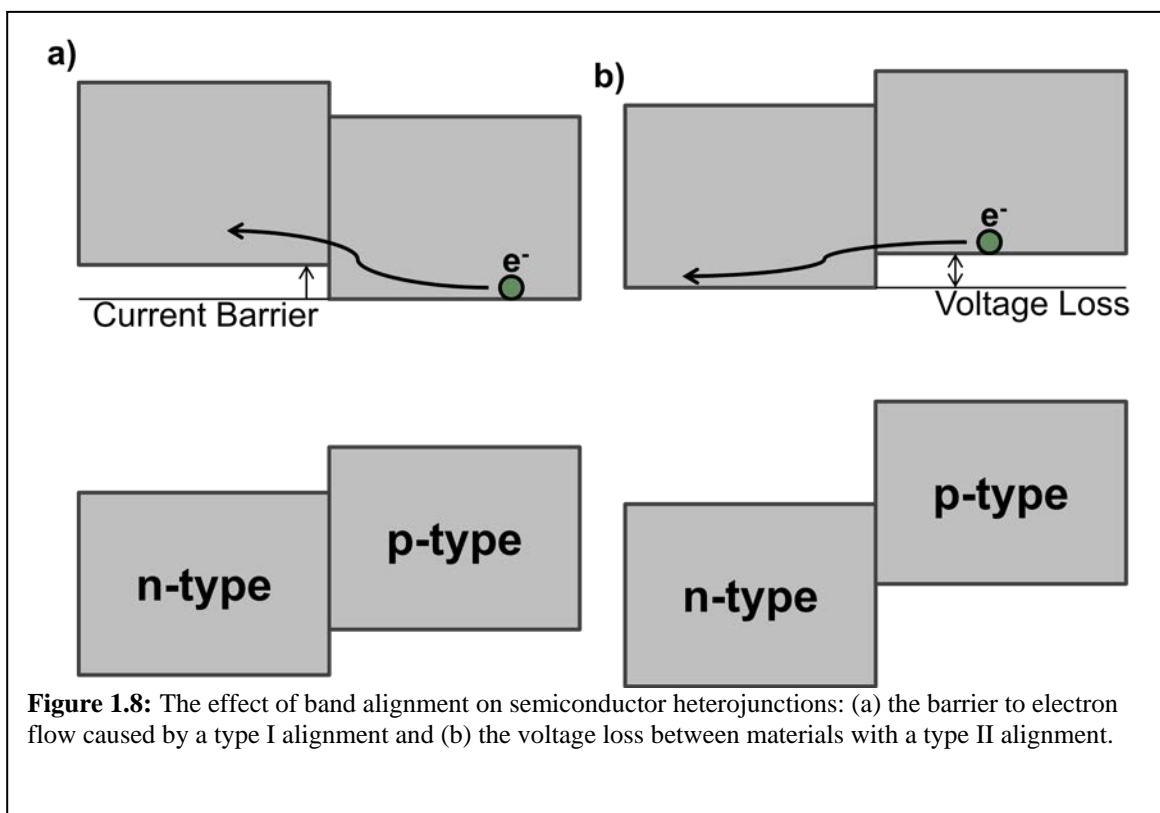 a)
e-
Current Barrier
n-type
p-type
b)
e-
Voltage Loss
n-type
p-type
Figure 1.8: The effect of band alignment on semiconductor heterojunctions: (a) the barrier to electron
flow caused by a type I alignment and (b) the voltage loss between materials with a type II alignment.